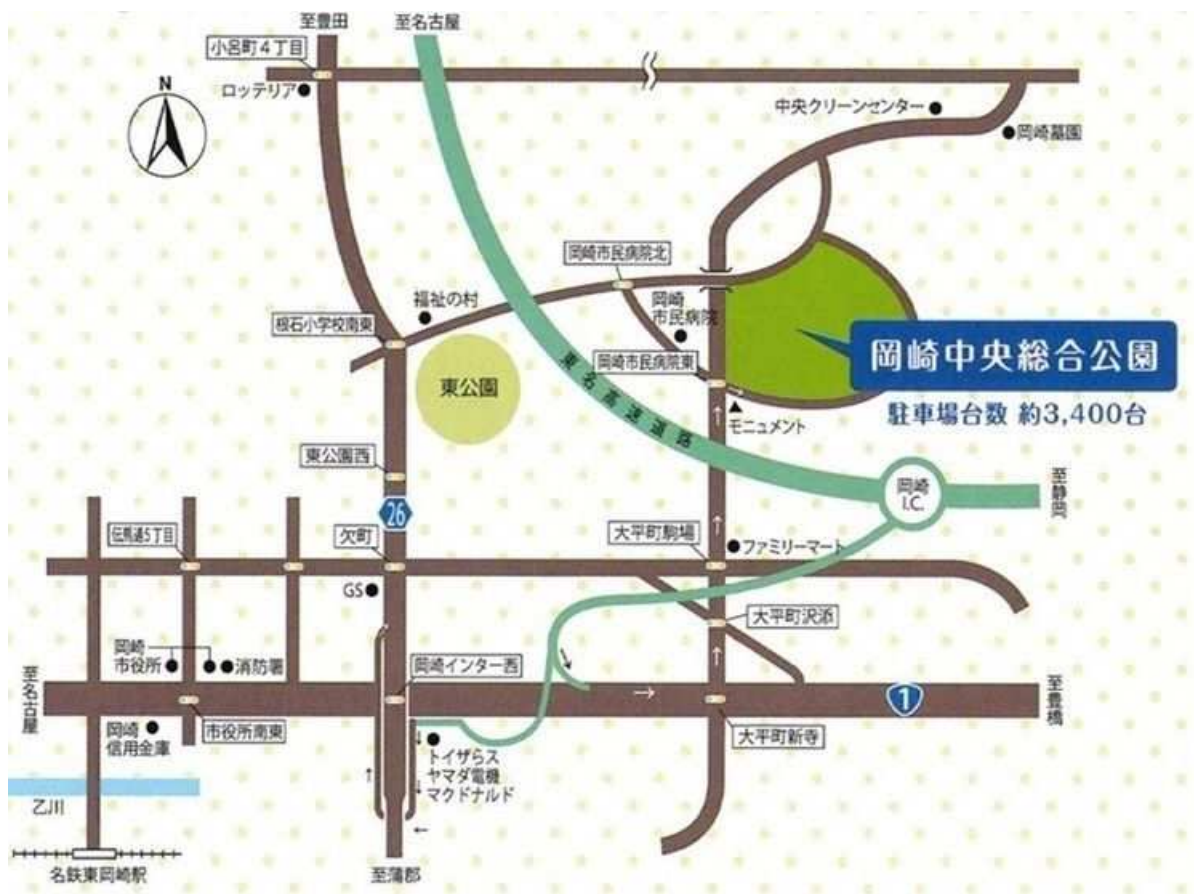 至豊田
至名古屋
小呂町4丁目
ロッテリア
N
中央クリーンセンター
岡崎墓園
岡崎市民病院北
福祉の村
岡崎
市民病院
根石小学校南東
岡崎市民病院東
東公園
東名高速道路
岡崎中央総合公園
駐車場台数 約3,400台
モニュメント
東公園西
岡崎
I.C.
至静岡
26
伝馬通5丁目
欠町
大平町駒場
ファミリーマート
GS
大平町沢添
岡崎
市役所
消防署
岡崎インター西
至名古屋
1
至豊橋
岡崎
信用金庫
市役所南東
大平町新寺
トイザらス
ヤマダ電機
マクドナルド
乙川
名鉄東岡崎駅
至蒲郡